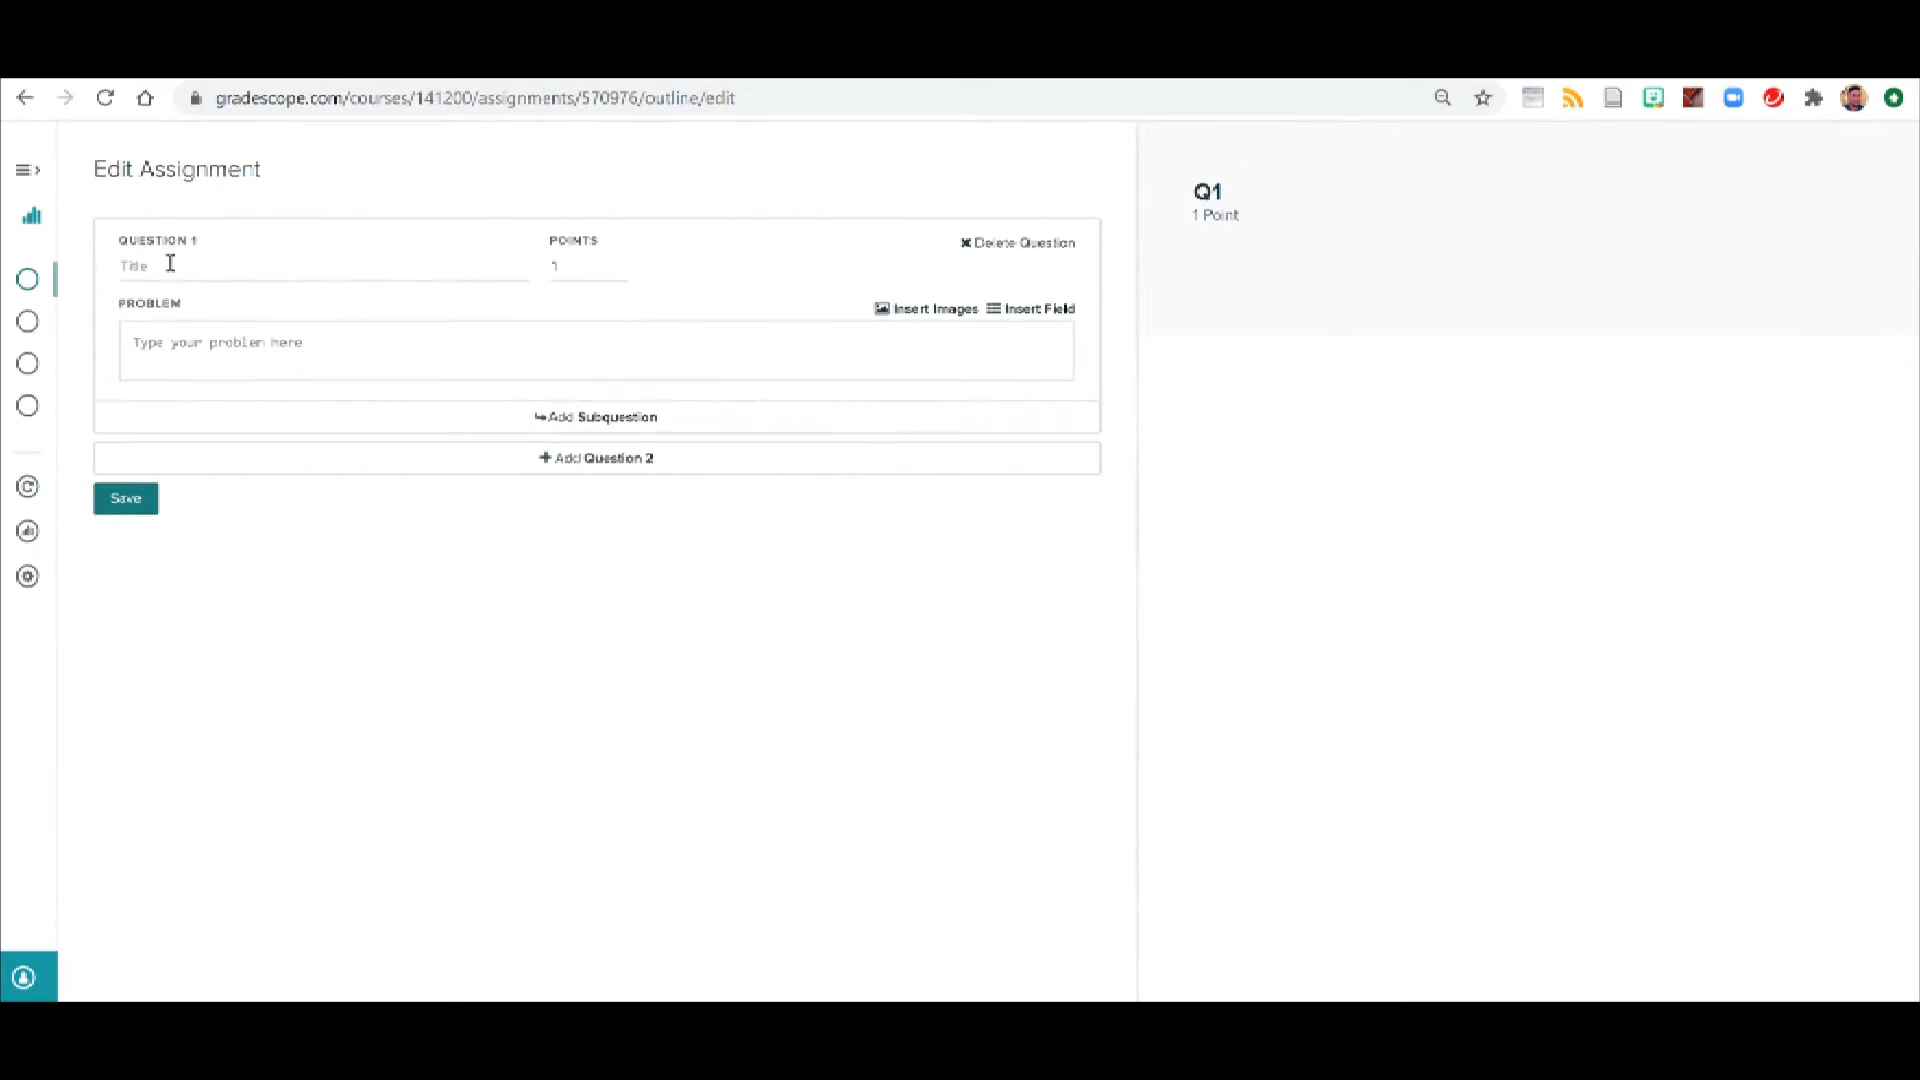 gradescope.com/courses/141200/assignments/570976/outline/edit
Edit Assignment
QUESTION 1
POINTS
Delete Question
Title
1
PROBLEM
Insert Images
Insert Field
Type your problem here
Add Subquestion
Add Question 2
Save
Q1
1 Point